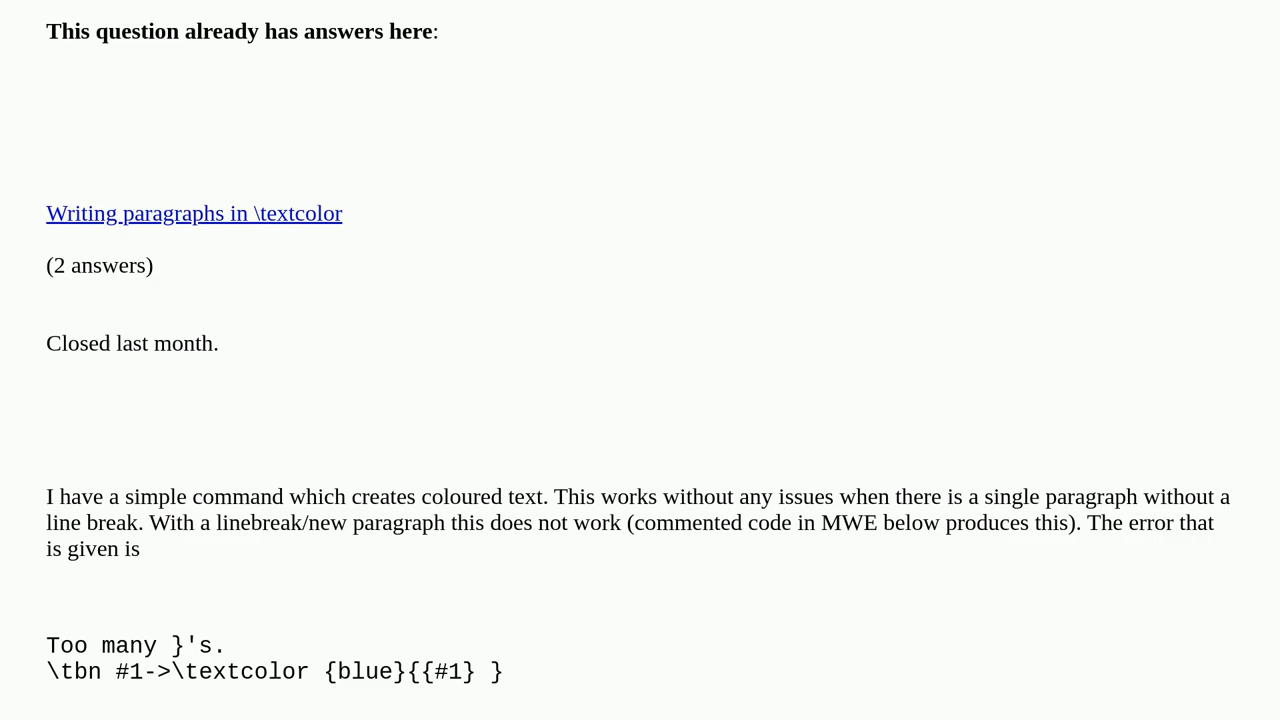 This question already has answers here:
Writing paragraphs in \textcolor
(2 answers)
Closed last month.
I have a simple command which creates coloured text. This works without any issues when there is a single paragraph without a
line break. With a linebreak/new paragraph this does not work (commented code in MWE below produces this). The error that
is given is
Too many }'s.
\tbn #1->\textcolor {blue}{{#1} }